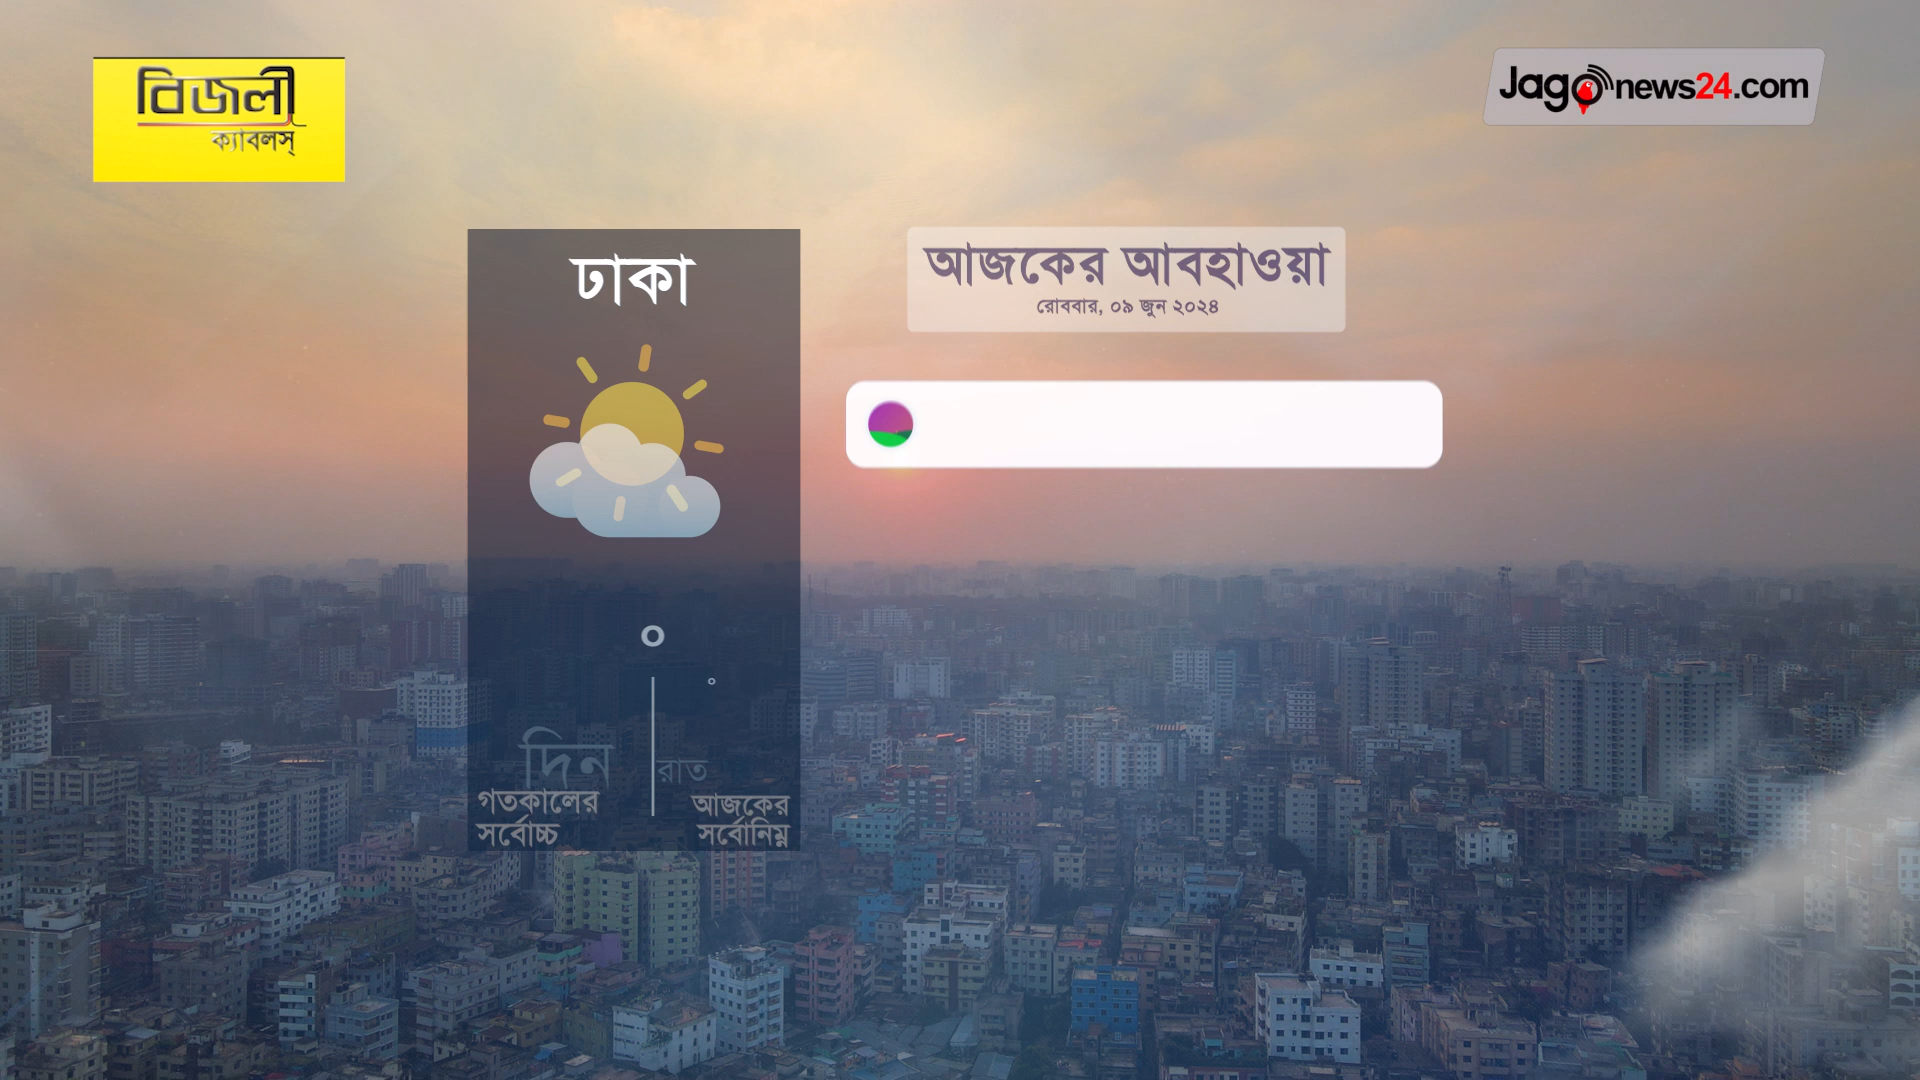 বিজলী
ক্যাবলস্
Jagonews24.com
ঢাকা
আজকের আবহাওয়া
রোববার, ০৯ জুন ২০২৪
দিন
রাত
গতকালের
সর্বোচ্চ
আজকের
সর্বোনিম্ন